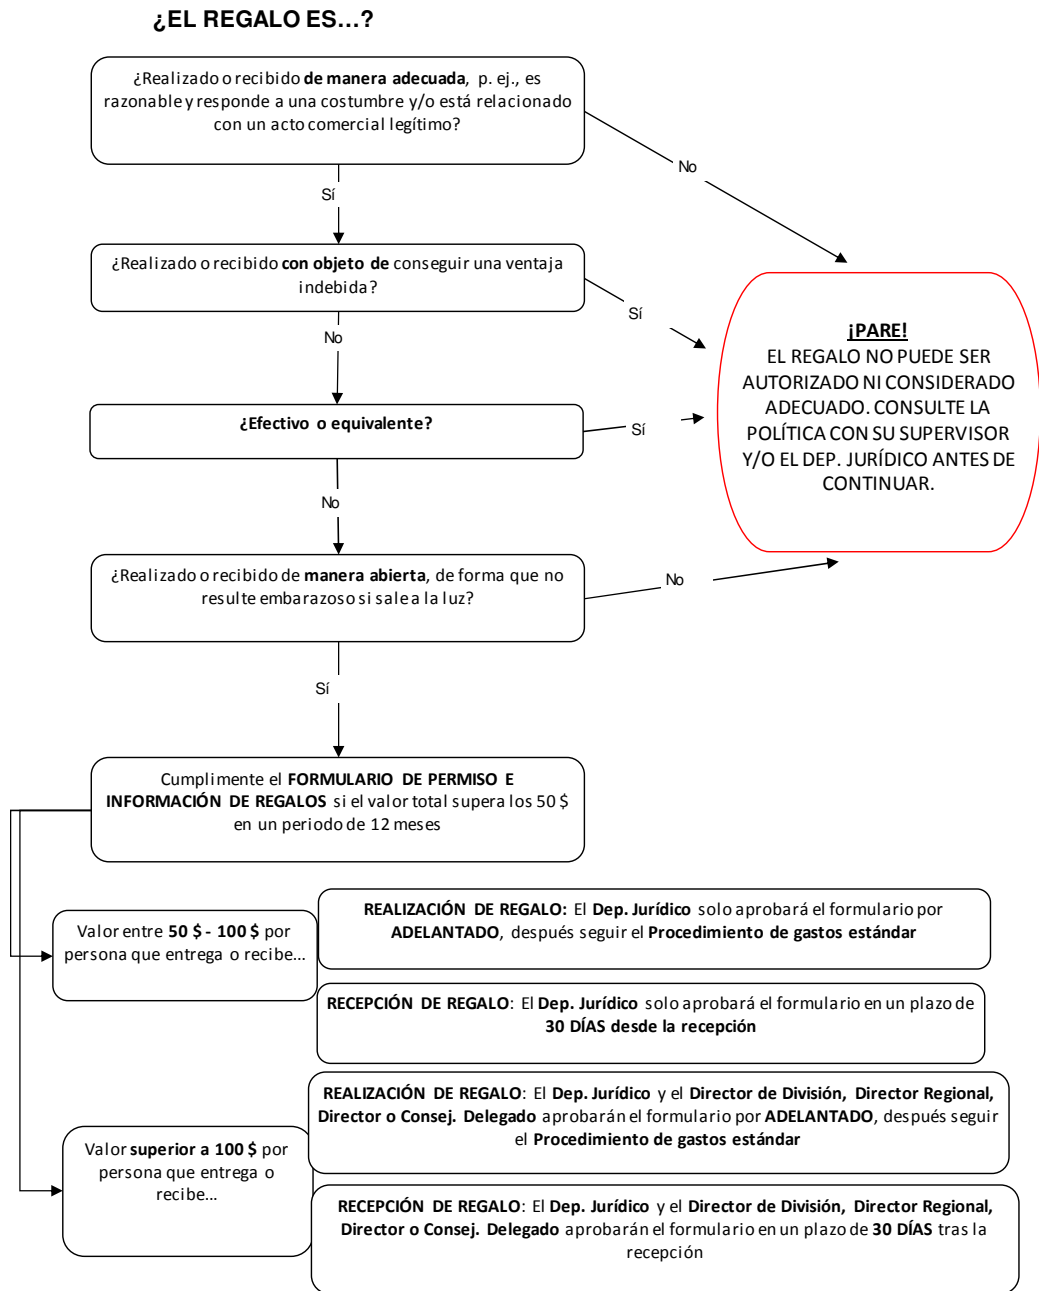 ¿EL REGALO ES...?
¿Realizado o recibido de manera adecuada, p. ej., es
razonable y responde a una costumbre y/o está relacionado
con un acto comercial legítimo?
No
Sí
¿Realizado o recibido con objeto de conseguir una ventaja
indebida?
Sí
No
¡PARE!
EL REGALO NO PUEDE SER
AUTORIZADO NI CONSIDERADO
ADECUADO. CONSULTE LA
POLÍTICA CON SU SUPERVISOR
Y/O EL DEP. JURÍDICO ANTES DE
CONTINUAR.
¿Efectivo o equivalente?
Sí
No
¿Realizado o recibido de manera abierta, de forma que no
resulte embarazoso si sale a la luz?
No
Sí
Cumplimente el FORMULARIO DE PERMISO E
INFORMACIÓN DE REGALOS si el valor total supera los 50 $
en un periodo de 12 meses
Valor entre 50 $ - 100 $ por
persona que entrega o recibe...
REALIZACIÓN DE REGALO: El Dep. Jurídico solo aprobará el formulario por
ADELANTADO, después seguir el Procedimiento de gastos estándar
RECEPCIÓN DE REGALO: El Dep. Jurídico solo aprobará el formulario en un plazo de
30 DÍAS desde la recepción
Valor superior a 100 $ por
persona que entrega o
recibe...
REALIZACIÓN DE REGALO: El Dep. Jurídico y el Director de División, Director Regional,
Director o Consej. Delegado aprobarán el formulario por ADELANTADO, después seguir
el Procedimiento de gastos estándar
RECEPCIÓN DE REGALO: El Dep. Jurídico y el Director de División, Director Regional,
Director o Consej. Delegado aprobarán el formulario en un plazo de 30 DÍAS tras la
recepción